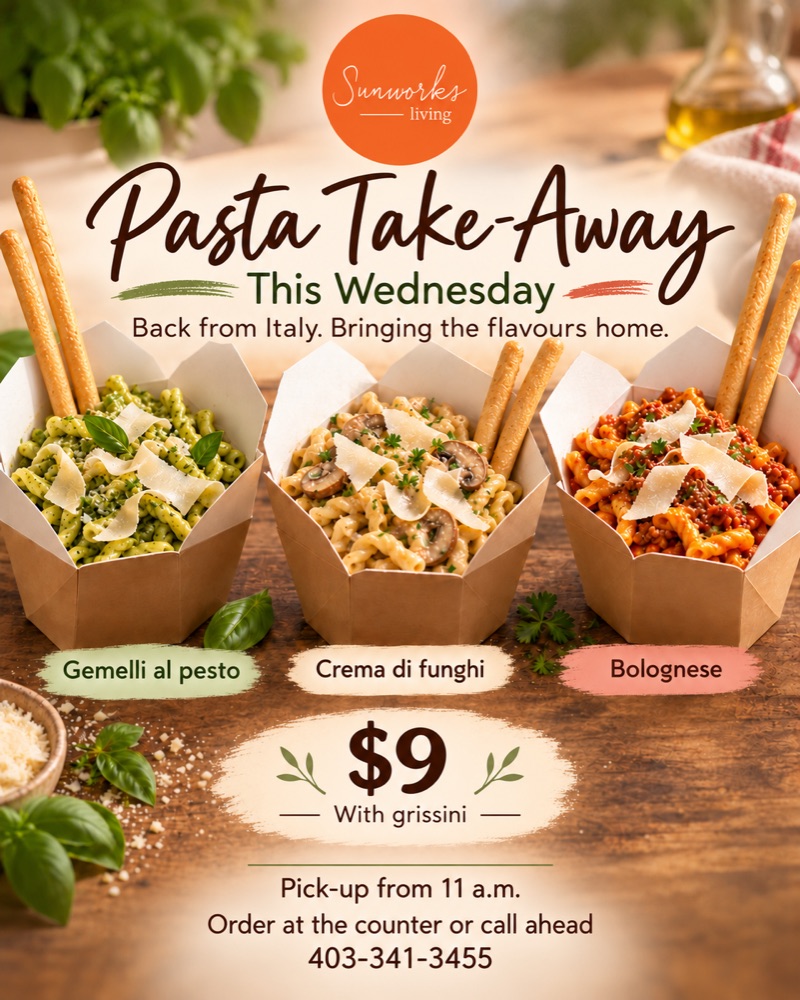 Sunworks
living
Pasta Take-Away
This Wednesday
Back from Italy. Bringing the flavours home.
Gemelli al pesto
Crema di funghi
Bolognese
$9
With grissini
Pick-up from 11 a.m.
Order at the counter or call ahead
403-341-3455